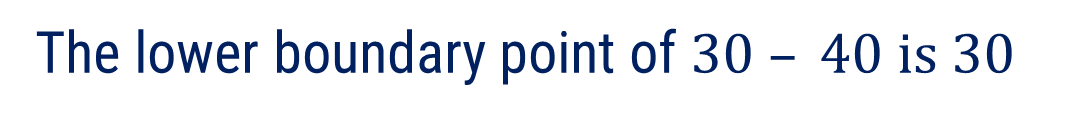 The lower boundary point of 30 – 40 is 30